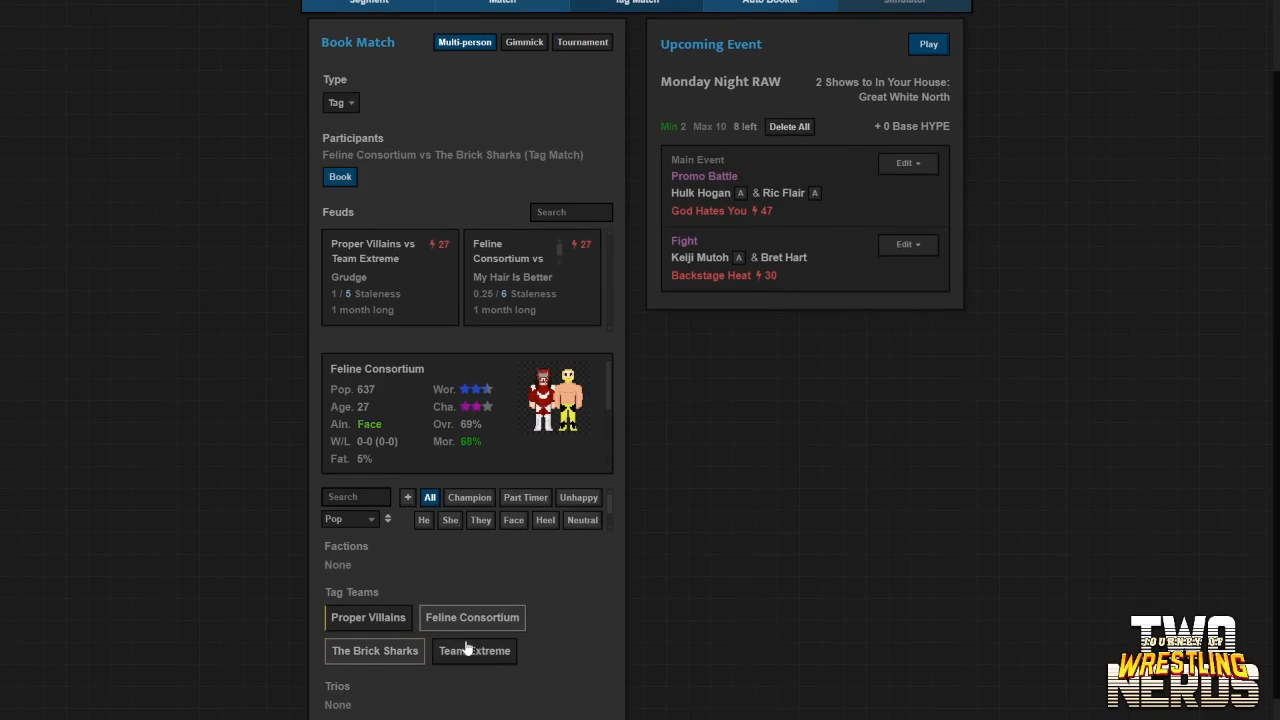 Segment Match Tag Match Auto Booker Simulator
Book Match
Multi-person Gimmick Tournament
Type
Tag
Participants
Feline Consortium vs The Brick Sharks (Tag Match)
Book
Feuds
Search
Proper Villains vs
Team Extreme
27
Grudge
1 / 5 Staleness
1 month long
Feline
Consortium vs
27
My Hair Is Better
0.25 / 6 Staleness
1 month long
Feline Consortium
Pop. 637
Age. 27
Aln. Face
W/L 0-0 (0-0)
Fat. 5%
Wor.
Cha.
Ovr. 69%
Mor. 68%
Search
+ All Champion Part Timer Unhappy
Pop
He She They Face Heel Neutral
Factions
None
Tag Teams
Proper Villains Feline Consortium
The Brick Sharks Team Extreme
Trios
None
Upcoming Event
Play
Monday Night RAW
2 Shows to In Your House:
Great White North
Min 2 Max 10 8 left Delete All
+ 0 Base HYPE
Main Event
Edit
Promo Battle
Hulk Hogan A & Ric Flair A
God Hates You 47
Fight
Edit
Keiji Mutoh A & Bret Hart
Backstage Heat 30
TWO
JOURNEY OF
WRESTLING
NERDS